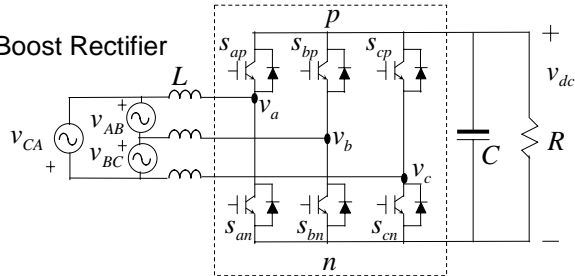 p
Boost Rectifier
s_ap s_bp s_cp
+
L
v_dc
v_a
+
v_AB
v_CA
v_b
+
v_BC
C
R
+
v_c
s_an s_bn s_cn
−
n